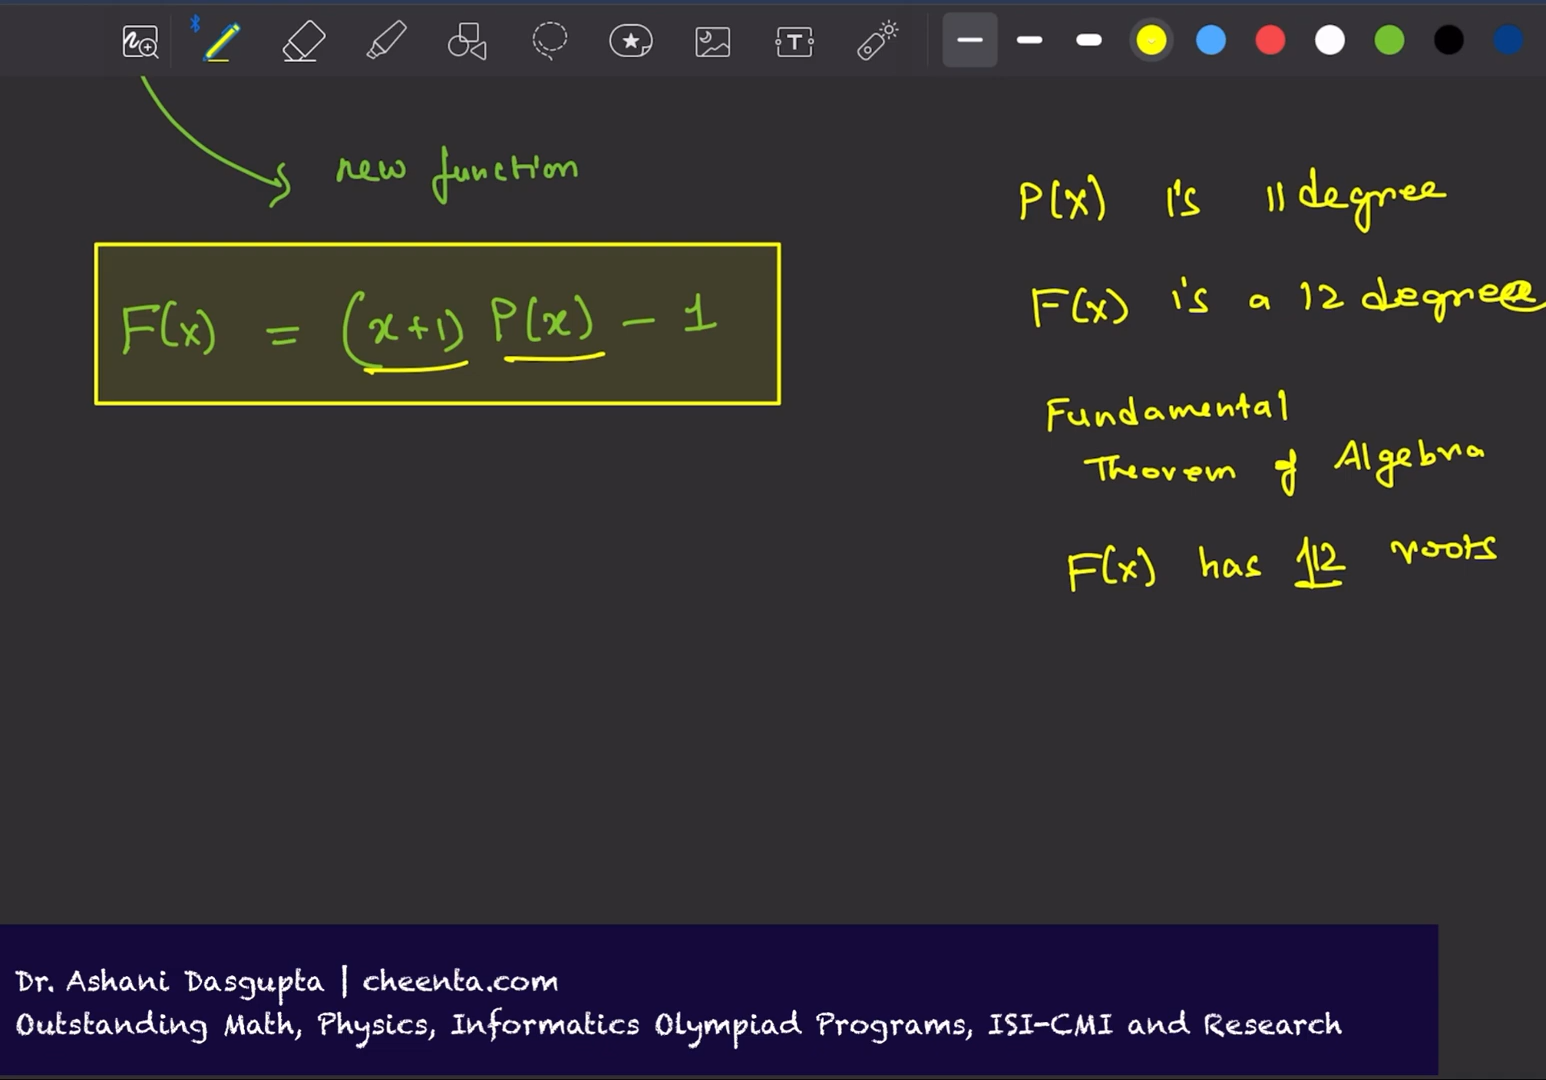 new function
F(x) = (x+1) P(x) - 1
P(x) is 11 degree
F(x) is a 12 degree
Fundamental
Theorem of Algebra
F(x) has 12 roots
Dr. Ashani Dasgupta | cheenta.com
Outstanding Math, Physics, Informatics Olympiad Programs, ISI-CMI and Research